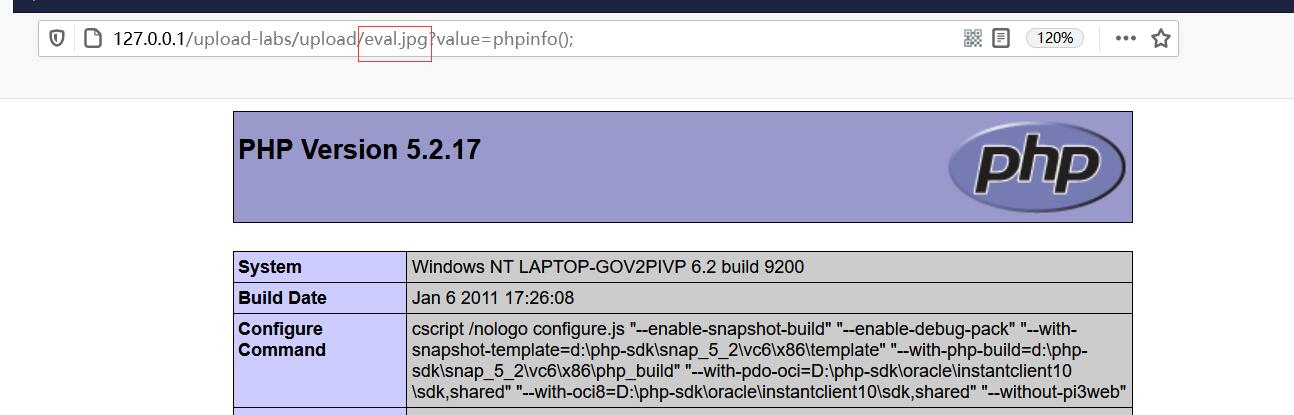 127.0.0.1/upload-labs/upload/eval.jpg?value=phpinfo();
120%
PHP Version 5.2.17
php
System Windows NT LAPTOP-GOV2PIVP 6.2 build 9200
Build Date Jan 6 2011 17:26:08
Configure cscript /nologo configure.js "--enable-snapshot-build" "--enable-debug-pack" "--with-
Command snapshot-template=d:\php-sdk\snap_5_2\vc6\x86\template" "--with-php-build=d:\php-
sdk\snap_5_2\vc6\x86\php_build" "--with-pdo-oci=D:\php-sdk\oracle\instantclient10
\sdk,shared" "--with-oci8=D:\php-sdk\oracle\instantclient10\sdk,shared" "--without-pi3web"